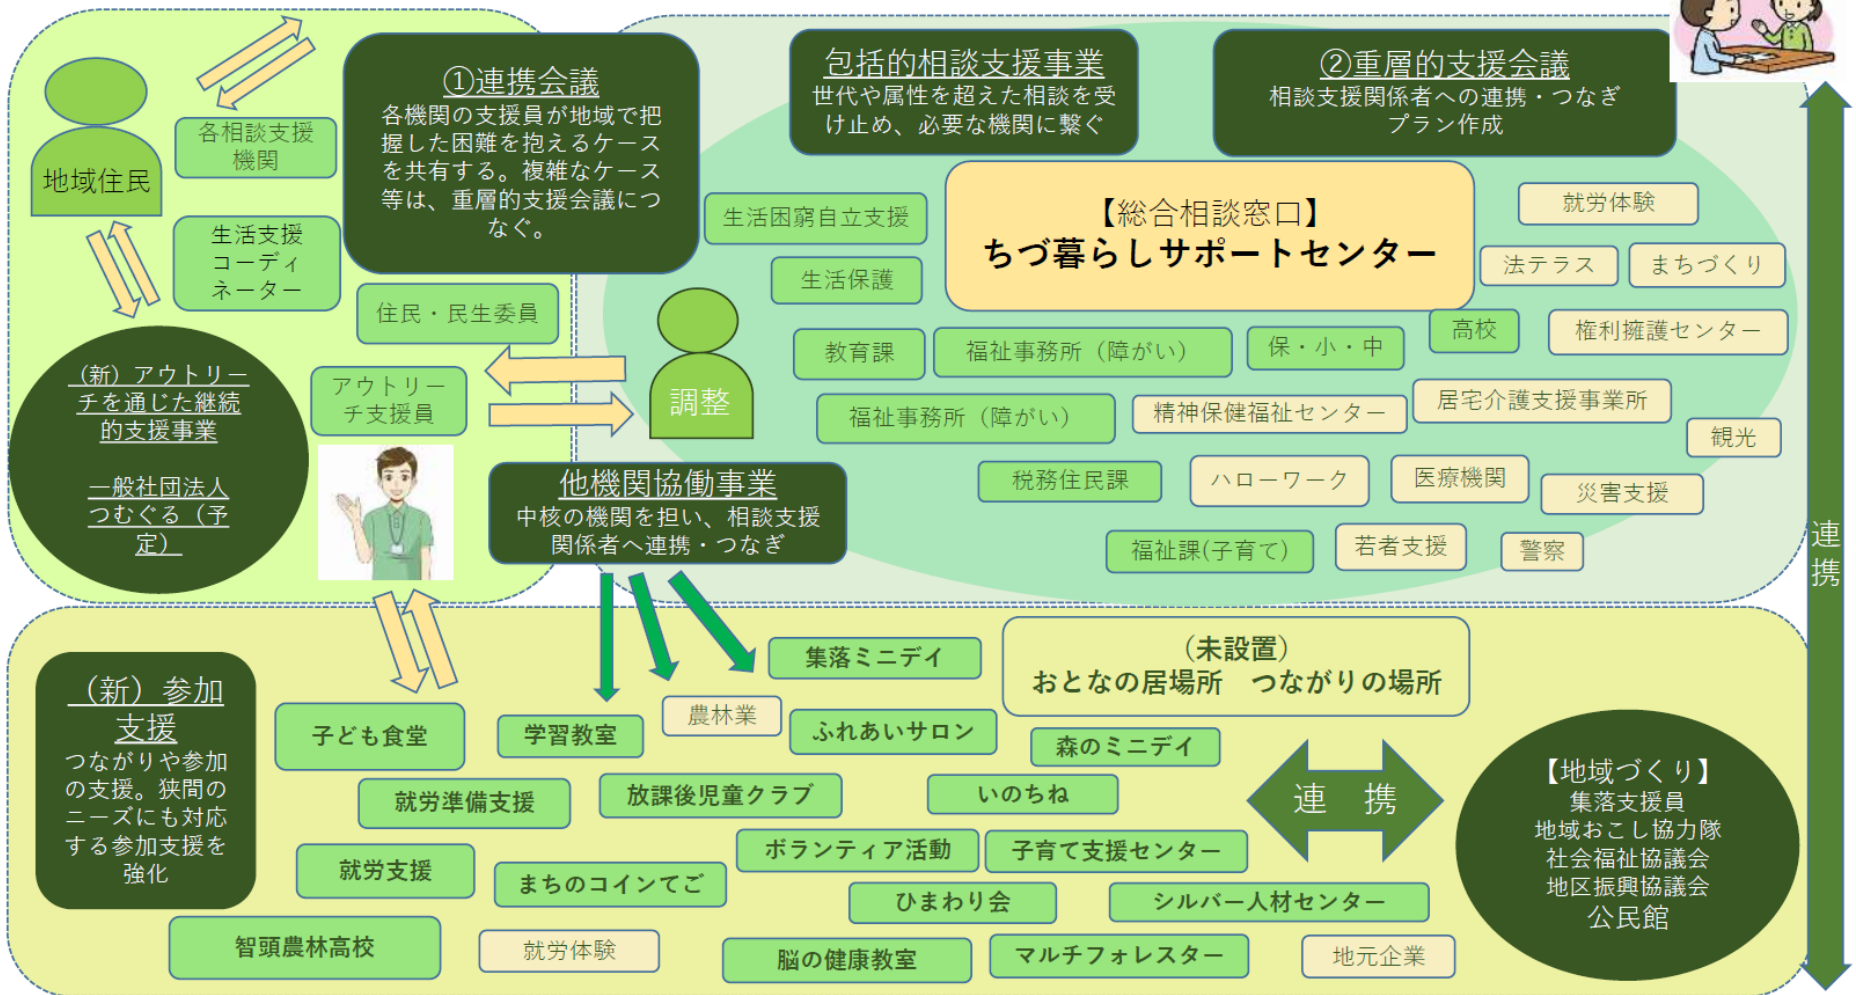 地域住民
各相談支援
機関
生活支援
コーディ
ネーター
①連携会議
各機関の支援員が地域で把
握した困難を抱えるケース
を共有する。複雑なケース
等は、重層的支援会議につ
なぐ。
住民・民生委員
アウトリー
チ支援員
(新)アウトリー
チを通じた継続
的支援事業
一般社団法人
つむぐる(予
定)
包括的相談支援事業
世代や属性を超えた相談を受
け止め、必要な機関に繋ぐ
②重層的支援会議
相談支援関係者への連携・つなぎ
プラン作成
【総合相談窓口】
ちづ暮らしサポートセンター
生活困窮自立支援
生活保護
就労体験
法テラス
まちづくり
調整
教育課
福祉事務所(障がい)
保・小・中
高校
権利擁護センター
福祉事務所(障がい)
精神保健福祉センター
居宅介護支援事業所
観光
税務住民課
ハローワーク
医療機関
災害支援
福祉課(子育て)
若者支援
警察
他機関協働事業
中核の機関を担い、相談支援
関係者へ連携・つなぎ
連
携
(新)参加
支援
つながりや参加
の支援。狭間の
ニーズにも対応
する参加支援を
強化
集落ミニデイ
(未設置)
おとなの居場所 つながりの場所
子ども食堂
学習教室
農林業
ふれあいサロン
森のミニデイ
就労準備支援
放課後児童クラブ
いのちね
連 携
就労支援
まちのコインてご
ボランティア活動
子育て支援センター
ひまわり会
シルバー人材センター
智頭農林高校
就労体験
脳の健康教室
マルチフォレスター
地元企業
【地域づくり】
集落支援員
地域おこし協力隊
社会福祉協議会
地区振興協議会
公民館